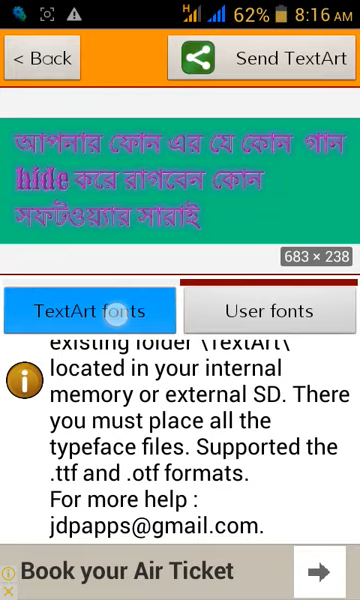 62% 8:16 AM
< Back
Send TextArt
আপনার ফোন এর যে কোন গান
hide করে রাগবেন কোন
সফটওয়্যার সারাই
683 × 238
TextArt fonts
User fonts
existing folder \TextArt\
located in your internal
memory or external SD. There
you must place all the
typeface files. Supported the
.ttf and .otf formats.
For more help :
jdpapps@gmail.com.
Book your Air Ticket